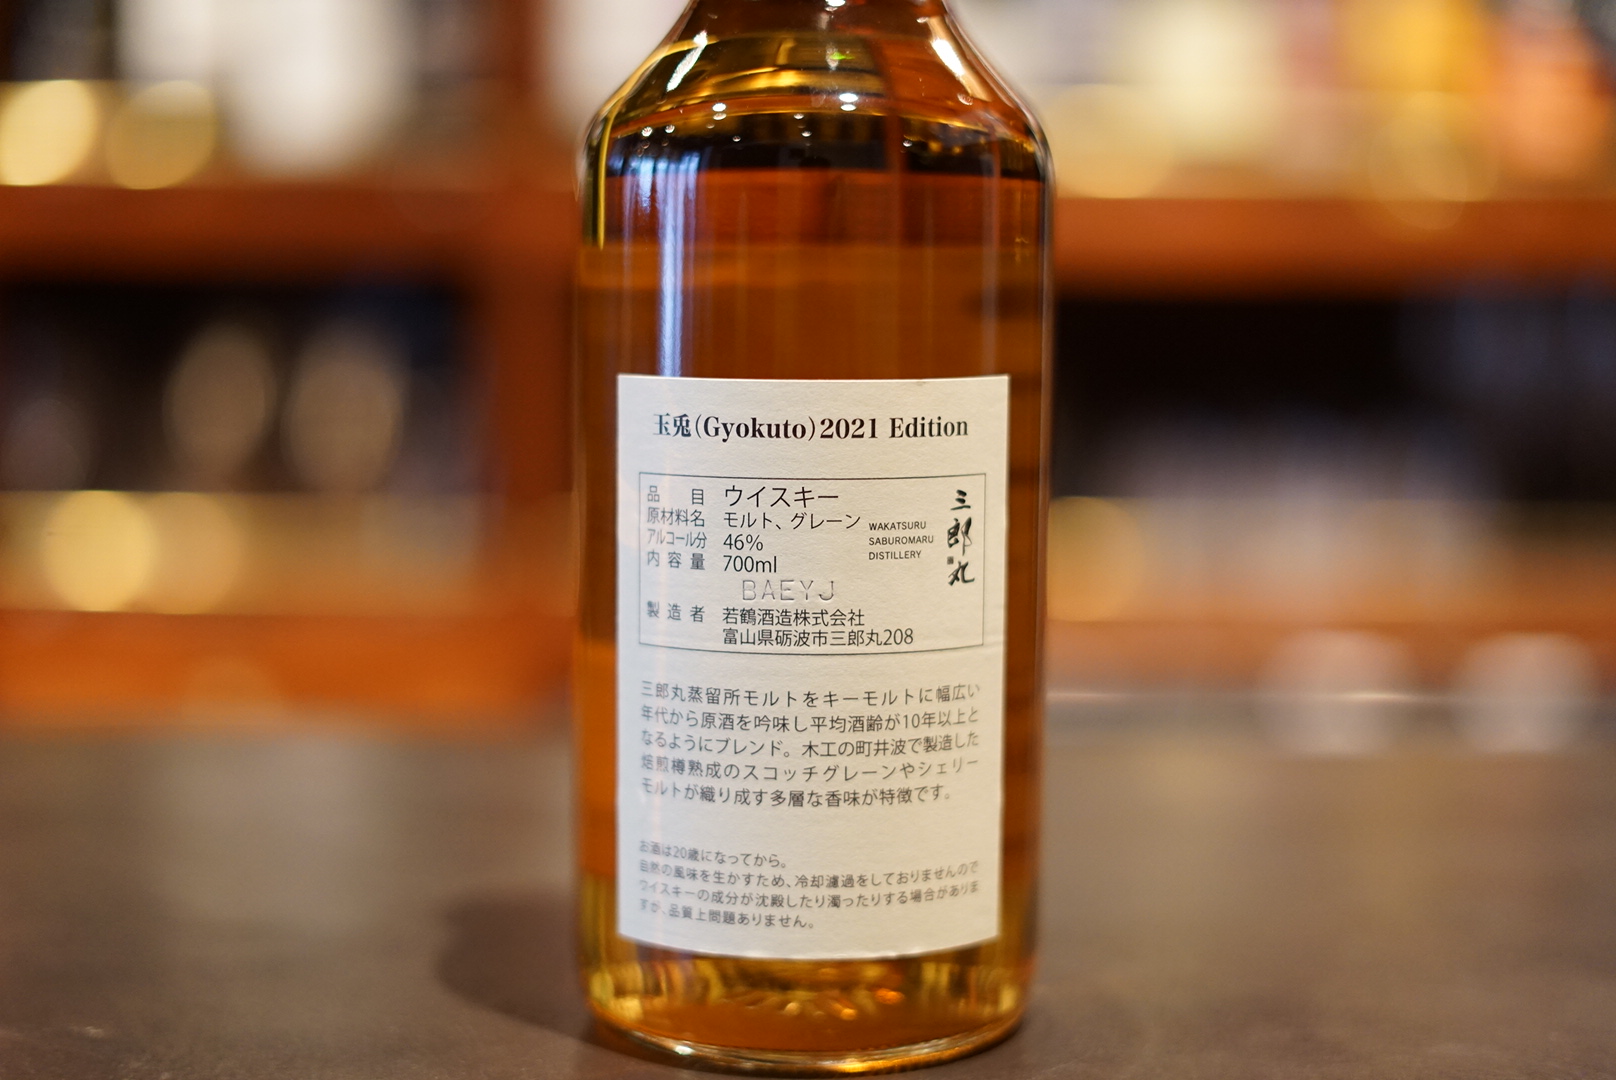 玉兎(Gyokuto)2021 Edition
品目 ウイスキー
原材料名 モルト、グレーン
アルコール分 46%
内容量 700ml
BAEYJ
製造者 若鶴酒造株式会社
富山県砺波市三郎丸208
WAKATSURU
SABUROMARU
DISTILLERY
三郎丸
三郎丸蒸留所モルトをキーモルトに幅広い
年代から原酒を吟味し平均酒齢が10年以上と
なるようにブレンド。木工の町井波で製造した
焙煎樽熟成のスコッチグレーンやシェリー
モルトが織り成す多層な香味が特徴です。
お酒は20歳になってから。
自然の風味を生かすため、冷却濾過をしておりませんので
ウイスキーの成分が沈殿したり濁ったりする場合がありま
すが、品質上問題ありません。